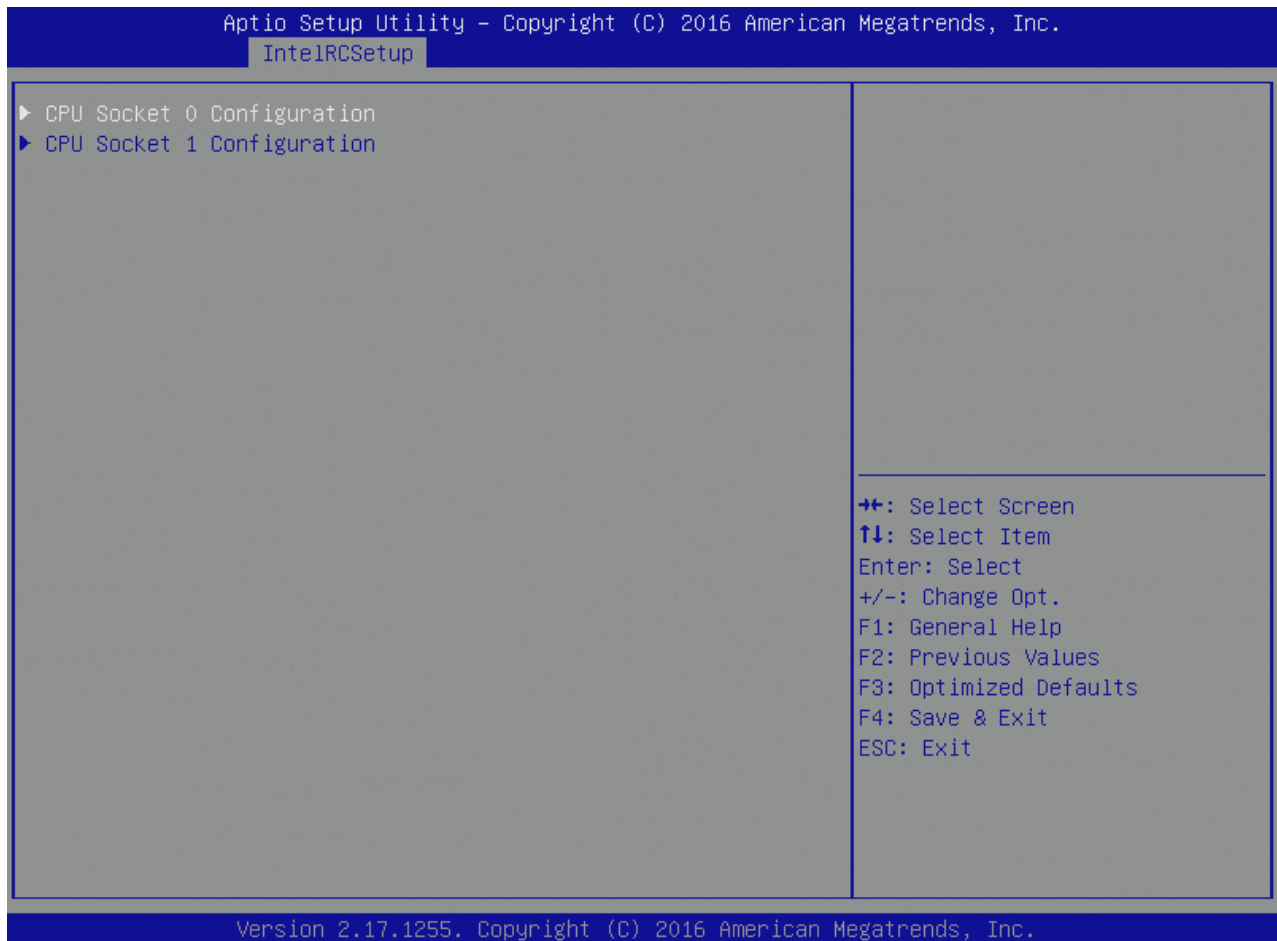 Aptio Setup Utility – Copyright (C) 2016 American Megatrends, Inc.
IntelRCSetup
▶ CPU Socket 0 Configuration
▶ CPU Socket 1 Configuration
→←: Select Screen
↑↓: Select Item
Enter: Select
+/-: Change Opt.
F1: General Help
F2: Previous Values
F3: Optimized Defaults
F4: Save & Exit
ESC: Exit
Version 2.17.1255. Copyright (C) 2016 American Megatrends, Inc.